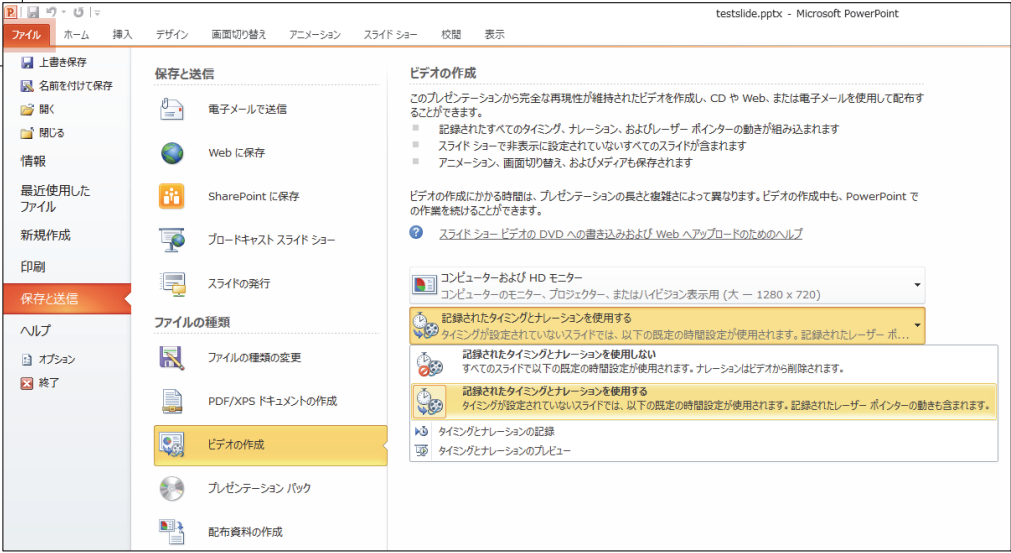 testslide.pptx - Microsoft PowerPoint
ファイル ホーム 挿入 デザイン 画面切り替え アニメーション スライド ショー 校閲 表示
上書き保存
名前を付けて保存
開く
閉じる
情報
最近使用した
ファイル
新規作成
印刷
保存と送信
ヘルプ
オプション
終了
保存と送信
電子メールで送信
Web に保存
SharePoint に保存
ブロードキャスト スライド ショー
スライドの発行
ファイルの種類
ファイルの種類の変更
PDF/XPS ドキュメントの作成
ビデオの作成
プレゼンテーション パック
配布資料の作成
ビデオの作成
このプレゼンテーションから完全な再現性が維持されたビデオを作成し、CD や Web、または電子メールを使用して配布す
ることができます。
記録されたすべてのタイミング、ナレーション、およびレーザー ポインターの動きが組み込まれます
スライド ショーで非表示に設定されていないすべてのスライドが含まれます
アニメーション、画面切り替え、およびメディアも保存されます
ビデオの作成にかかる時間は、プレゼンテーションの長さと複雑さによって異なります。ビデオの作成中も、PowerPoint で
の作業を続けることができます。
スライド ショー ビデオの DVD への書き込みおよび Web へアップロードのためのヘルプ
コンピューターおよび HD モニター
コンピューターのモニター、プロジェクター、またはハイビジョン表示用 (大 — 1280 x 720)
記録されたタイミングとナレーションを使用する
タイミングが設定されていないスライドでは、以下の既定の時間設定が使用されます。記録されたレーザー ポ...
記録されたタイミングとナレーションを使用しない
すべてのスライドで以下の既定の時間設定が使用されます。ナレーションはビデオから削除されます。
記録されたタイミングとナレーションを使用する
タイミングが設定されていないスライドでは、以下の既定の時間設定が使用されます。記録されたレーザー ポインターの動きも含まれます。
タイミングとナレーションの記録
タイミングとナレーションのプレビュー